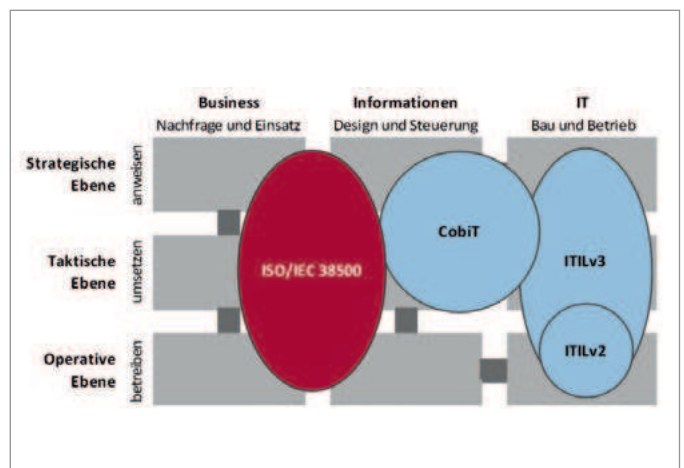 Business
Nachfrage und Einsatz
Informationen
Design und Steuerung
IT
Bau und Betrieb
Strategische
Ebene
anweisen
Taktische
Ebene
umsetzen
Operative
Ebene
betreiben
ISO/IEC 38500
CobiT
ITILv3
ITILv2